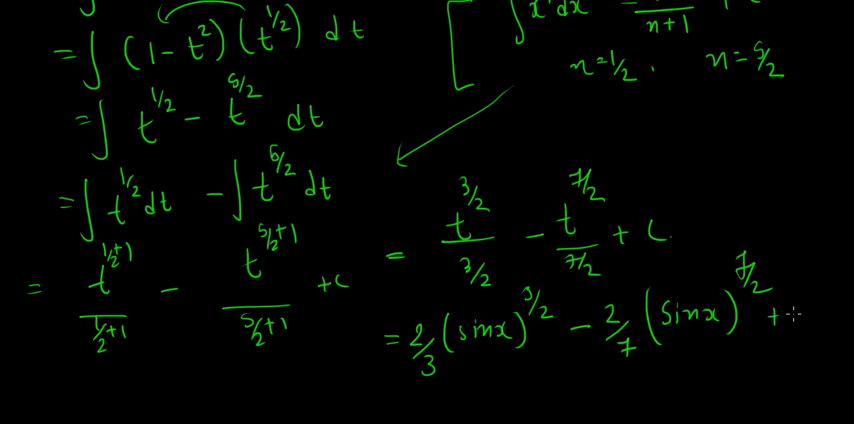 = ∫ (1 - t²) (t^1/2) dt
= ∫ t^1/2 - t^5/2 dt
= ∫ t^1/2 dt - ∫ t^5/2 dt
= t^1/2+1 / 1/2+1 - t^5/2+1 / 5/2+1 + c
[ ∫ x dx = / n+1
n = 1/2 , n = 5/2
= t^3/2 / 3/2 - t^7/2 / 7/2 + C
= 2/3 (sinx)^3/2 - 2/7 (Sinx)^7/2 +